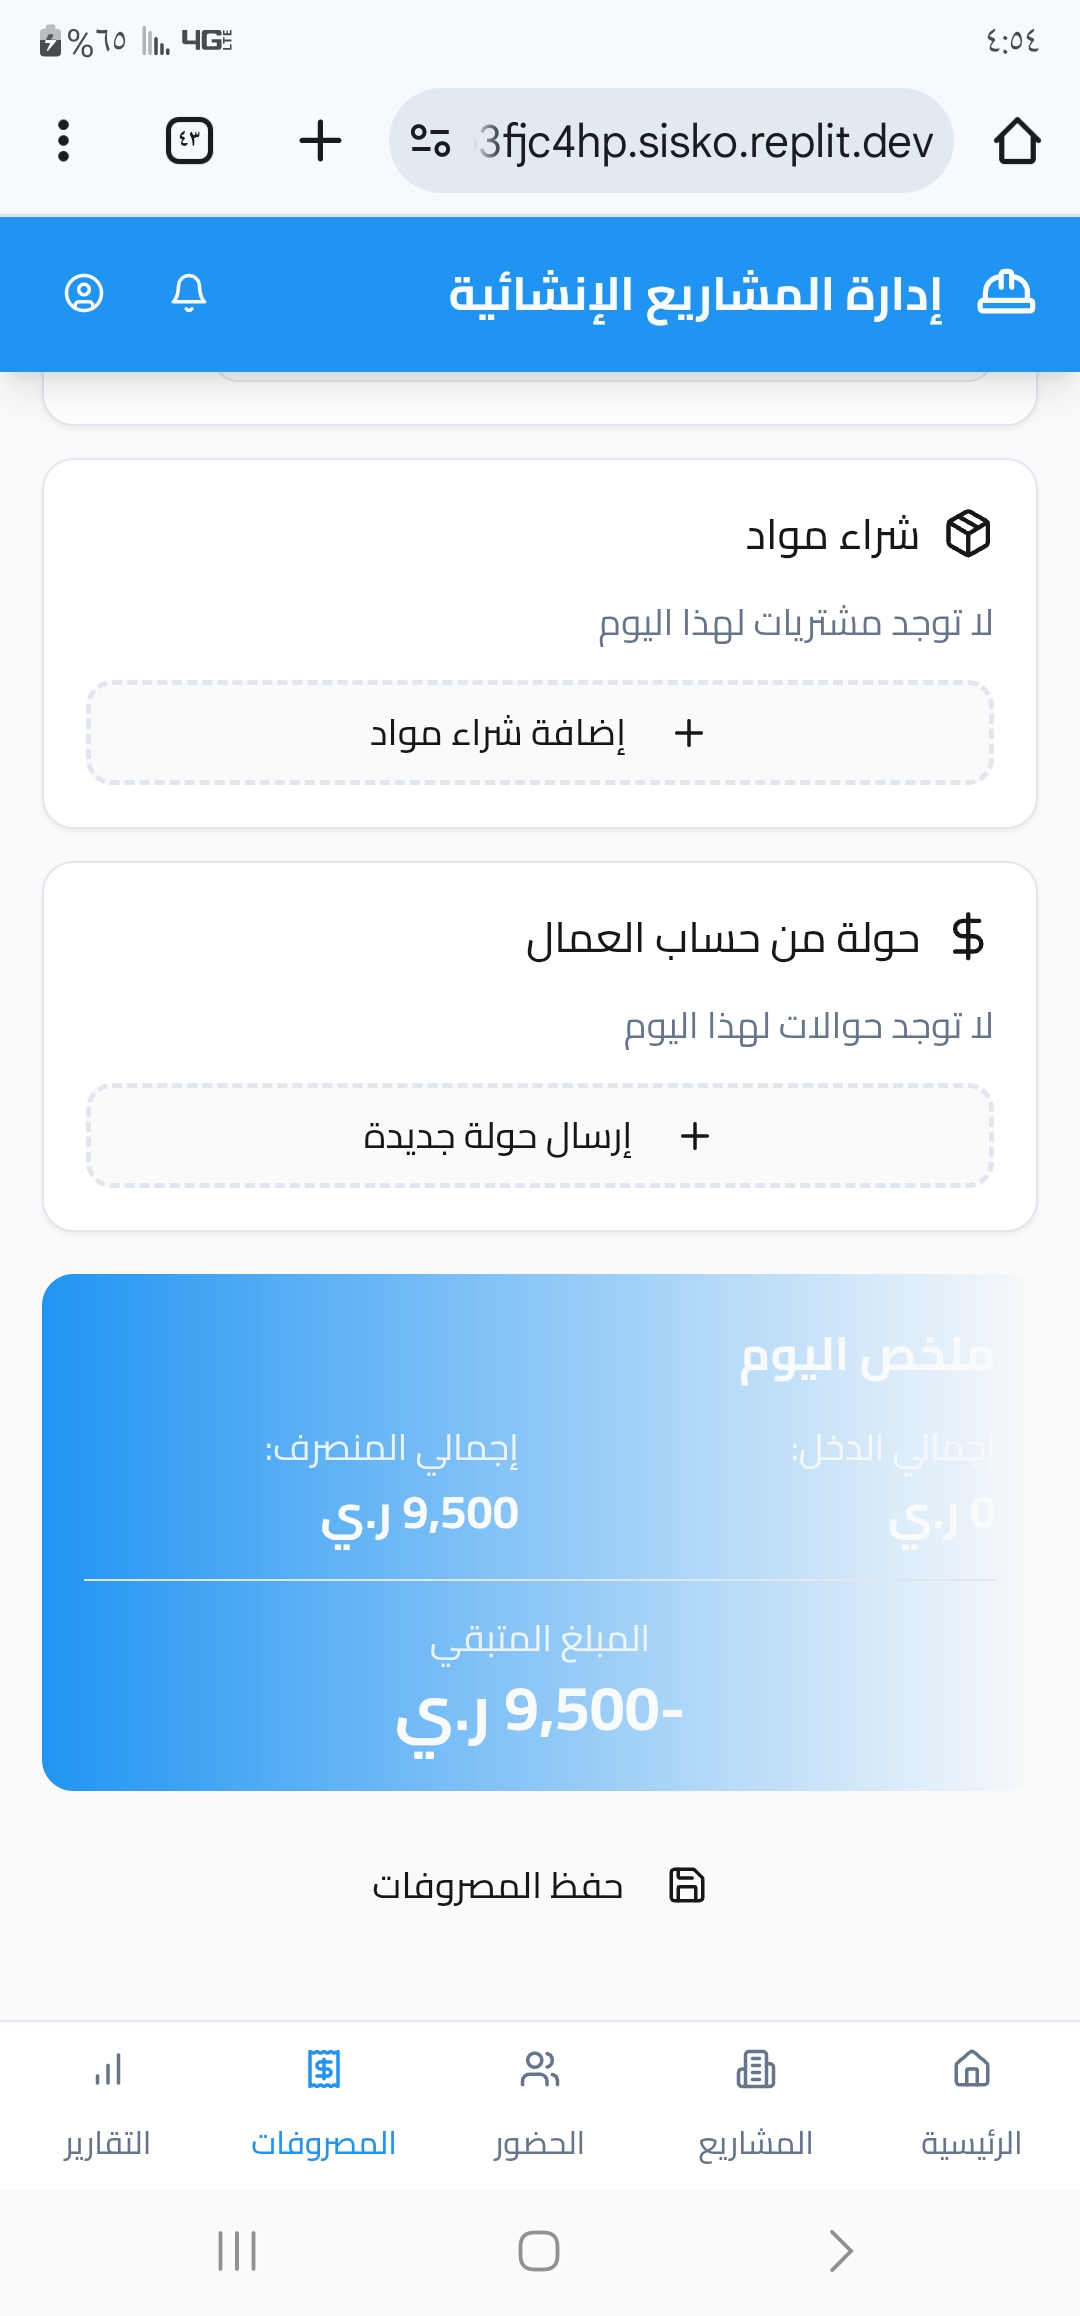 ٤:٥٤
%٦٥ 4G LTE
3fjc4hp.sisko.replit.dev
٤٣
إدارة المشاريع الإنشائية
شراء مواد
لا توجد مشتريات لهذا اليوم
إضافة شراء مواد
حولة من حساب العمال
لا توجد حوالات لهذا اليوم
إرسال حولة جديدة
ملخص اليوم
إجمالي الدخل: إجمالي المنصرف:
0 ر.ي 9,500 ر.ي
المبلغ المتبقي
-9,500 ر.ي
حفظ المصروفات
الرئيسية المشاريع الحضور المصروفات التقارير